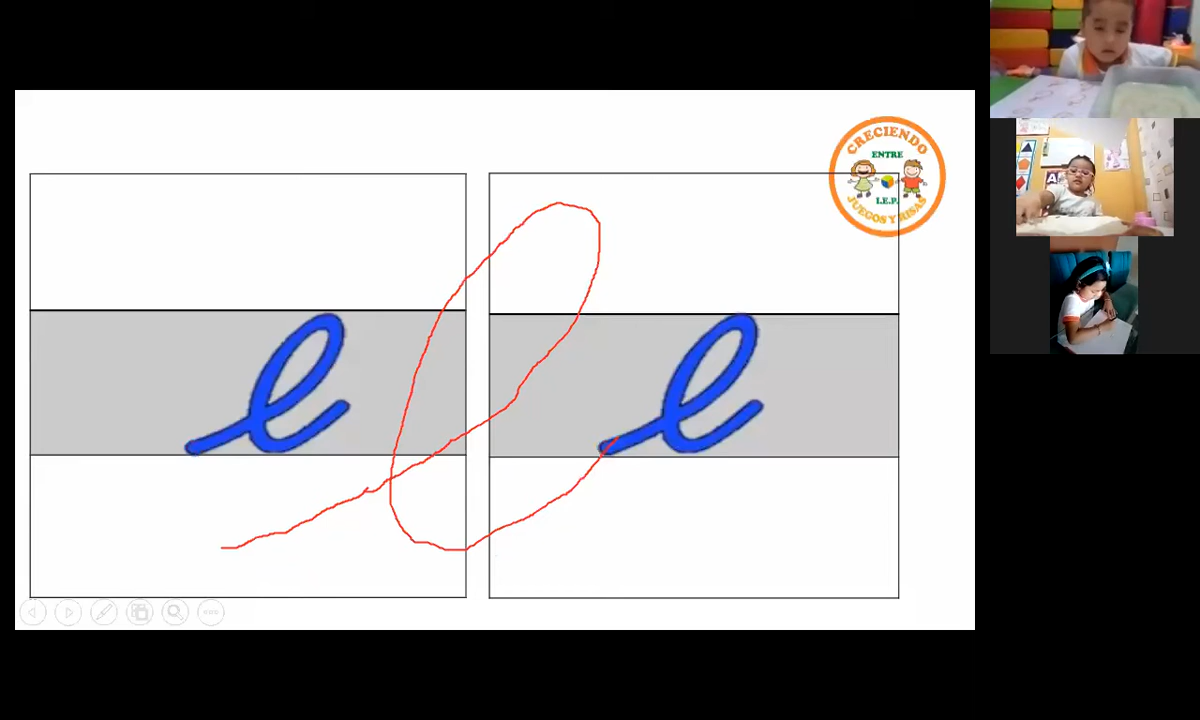 CRECIENDO
ENTRE
I.E.P.
JUEGOS Y RISAS
e e
e